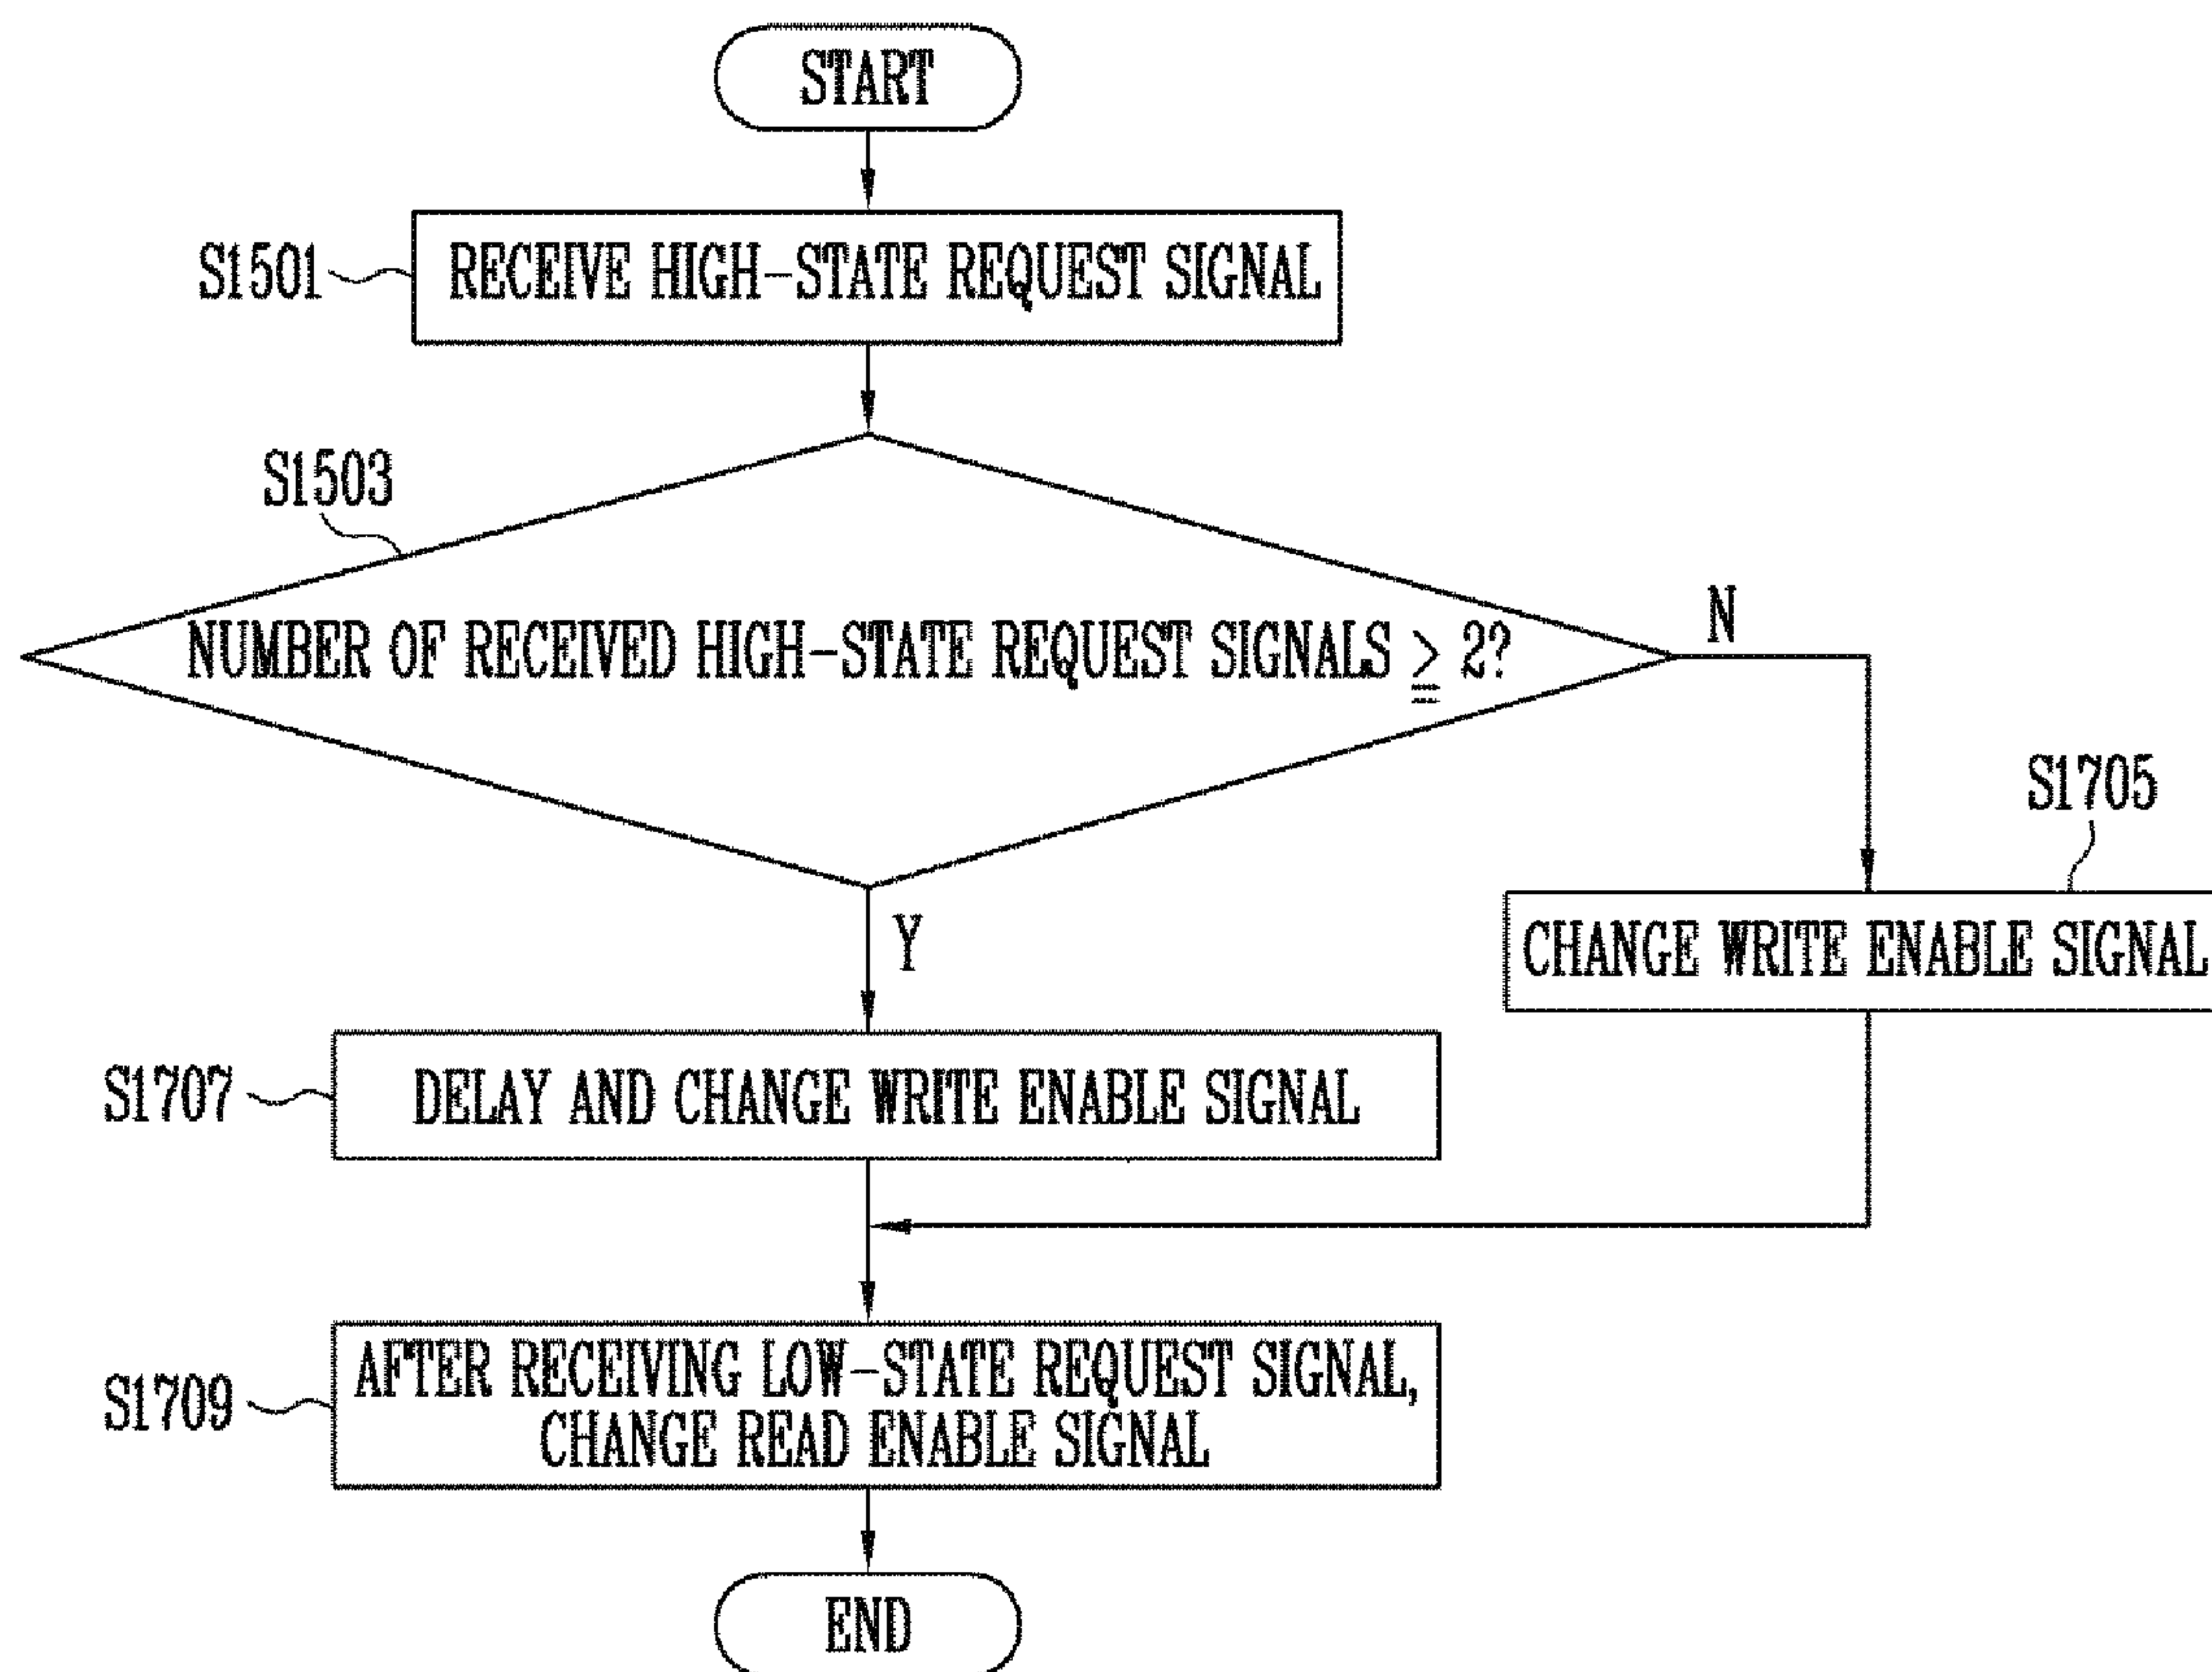 START
S1501
RECEIVE HIGH-STATE REQUEST SIGNAL
S1503
NUMBER OF RECEIVED HIGH-STATE REQUEST SIGNALS ≧ 2?
N
S1705
CHANGE WRITE ENABLE SIGNAL
Y
S1707
DELAY AND CHANGE WRITE ENABLE SIGNAL
S1709
AFTER RECEIVING LOW-STATE REQUEST SIGNAL,
CHANGE READ ENABLE SIGNAL
END